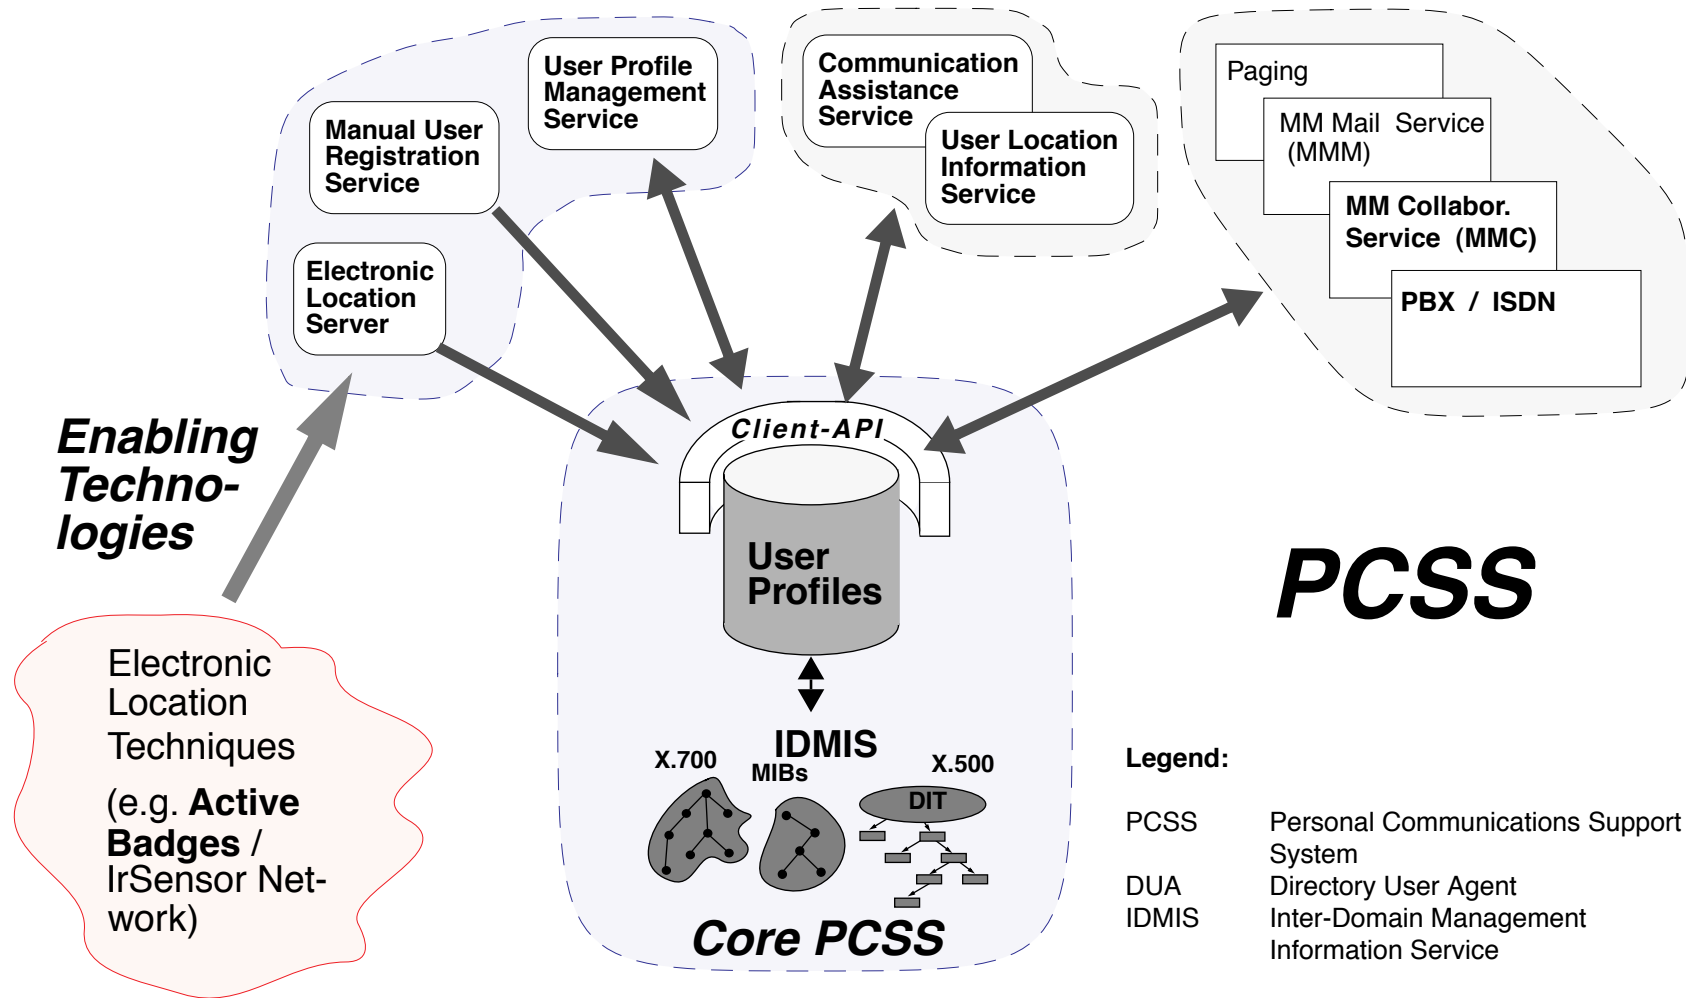 User Profile
Management
Service
Manual User
Registration
Service
Electronic
Location
Server
Communication
Assistance
Service
User Location
Information
Service
Paging
MM Mail Service
(MMM)
MM Collabor.
Service (MMC)
PBX / ISDN
Enabling
Techno-
logies
Client-API
User
Profiles
PCSS
Electronic
Location
Techniques
(e.g. Active
Badges /
IrSensor Net-
work)
IDMIS
X.700
MIBs
X.500
DIT
Core PCSS
Legend:
PCSS Personal Communications Support
System
DUA Directory User Agent
IDMIS Inter-Domain Management
Information Service